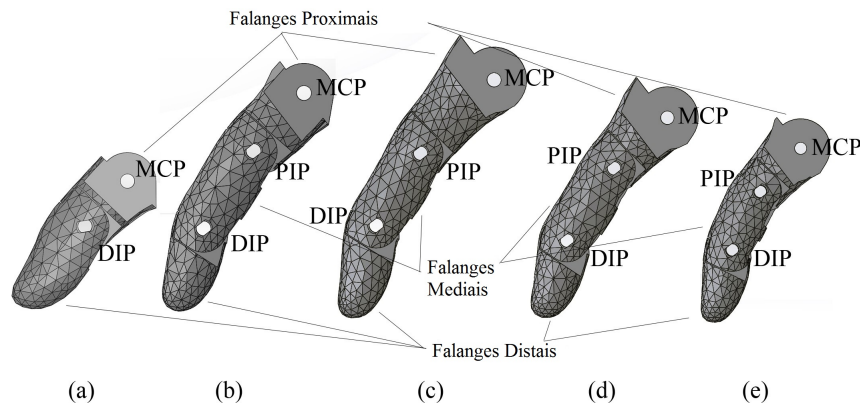 Falanges Proximais
MCP
MCP
MCP
MCP
MCP
PIP
PIP
PIP
PIP
DIP
DIP
DIP
DIP
DIP
Falanges
Mediais
Falanges Distais
(a)
(b)
(c)
(d)
(e)